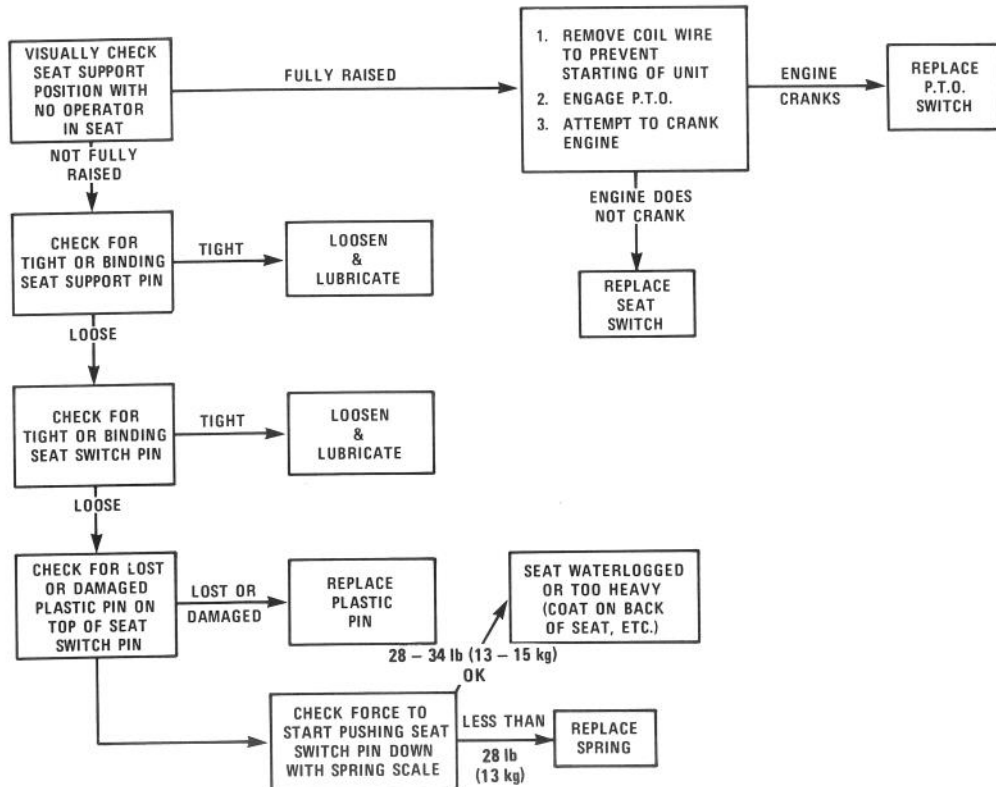 VISUALLY CHECK
SEAT SUPPORT
POSITION WITH
NO OPERATOR
IN SEAT
FULLY RAISED
1. REMOVE COIL WIRE
TO PREVENT
STARTING OF UNIT
2. ENGAGE P.T.O.
3. ATTEMPT TO CRANK
ENGINE
ENGINE
CRANKS
REPLACE
P.T.O.
SWITCH
NOT FULLY
RAISED
ENGINE DOES
NOT CRANK
CHECK FOR
TIGHT OR BINDING
SEAT SUPPORT PIN
TIGHT
LOOSEN
&
LUBRICATE
REPLACE
SEAT
SWITCH
LOOSE
CHECK FOR
TIGHT OR BINDING
SEAT SWITCH PIN
TIGHT
LOOSEN
&
LUBRICATE
LOOSE
CHECK FOR LOST
OR DAMAGED
PLASTIC PIN ON
TOP OF SEAT
SWITCH PIN
LOST OR
DAMAGED
REPLACE
PLASTIC
PIN
SEAT WATERLOGGED
OR TOO HEAVY
(COAT ON BACK
OF SEAT, ETC.)
28 – 34 lb (13 – 15 kg)
OK
CHECK FORCE TO
START PUSHING SEAT
SWITCH PIN DOWN
WITH SPRING SCALE
LESS THAN
28 lb
(13 kg)
REPLACE
SPRING